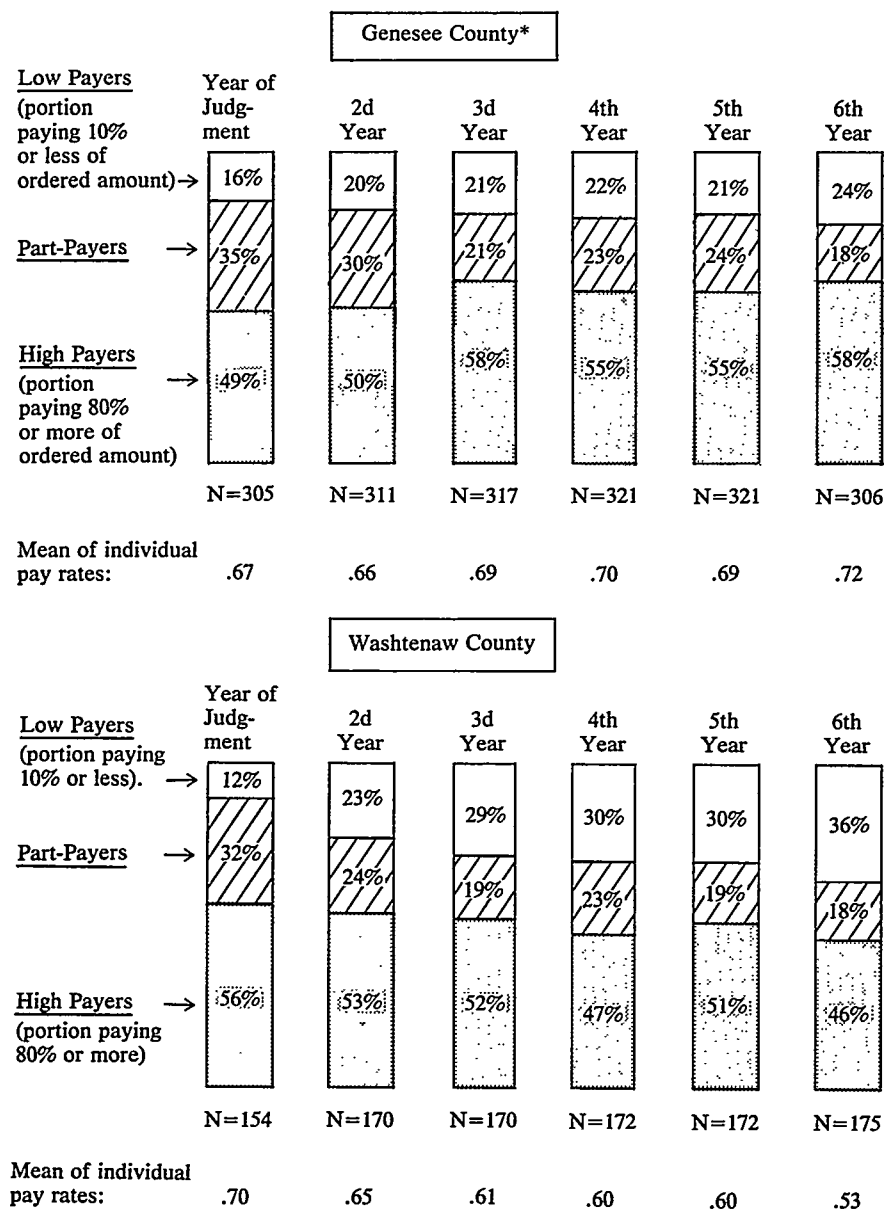 Genesee County*
Low Payers
(portion
paying 10%
or less of
ordered amount)→
Year of
Judg-
ment
2d
Year
3d
Year
4th
Year
5th
Year
6th
Year
16%
20%
21%
22%
21%
24%
Part-Payers →
35%
30%
21%
23%
24%
18%
High Payers
(portion →
paying 80%
or more of
ordered amount)
49%
50%
58%
55%
55%
58%
N=305
N=311
N=317
N=321
N=321
N=306
Mean of individual
pay rates: .67 .66 .69 .70 .69 .72
Washtenaw County
Low Payers
(portion paying
10% or less). →
Year of
Judg-
ment
2d
Year
3d
Year
4th
Year
5th
Year
6th
Year
12%
23%
29%
30%
30%
36%
Part-Payers →
32%
24%
19%
23%
19%
18%
High Payers →
(portion paying
80% or more)
56%
53%
52%
47%
51%
46%
N=154
N=170
N=170
N=172
N=172
N=175
Mean of individual
pay rates: .70 .65 .61 .60 .60 .53